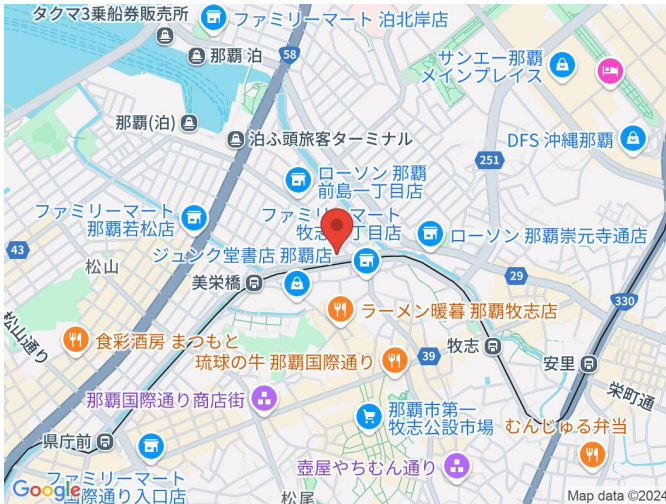 タクマ3乗船券販売所
ファミリーマート 泊北岸店
58
那覇 泊
サンエー那覇
メインプレイス
那覇(泊)
泊ふ頭旅客ターミナル
DFS 沖縄那覇
251
ローソン 那覇
前島一丁目店
ファミリーマート
那覇若松店
ファミリーマート
牧志
丁目店
ローソン 那覇崇元寺通店
43
松山
ジュンク堂書店 那覇店
美栄橋
29
330
ラーメン暖暮 那覇牧志店
松山通り
食彩酒房 まつもと
琉球の牛 那覇国際通り
39
牧志
安里
栄町通り
那覇国際通り商店街
那覇市第一
牧志公設市場
むんじゅる弁当
県庁前
壺屋やちむん通り
ファミリーマート
国際通り入口店
松尾
Google
Map data ©2024